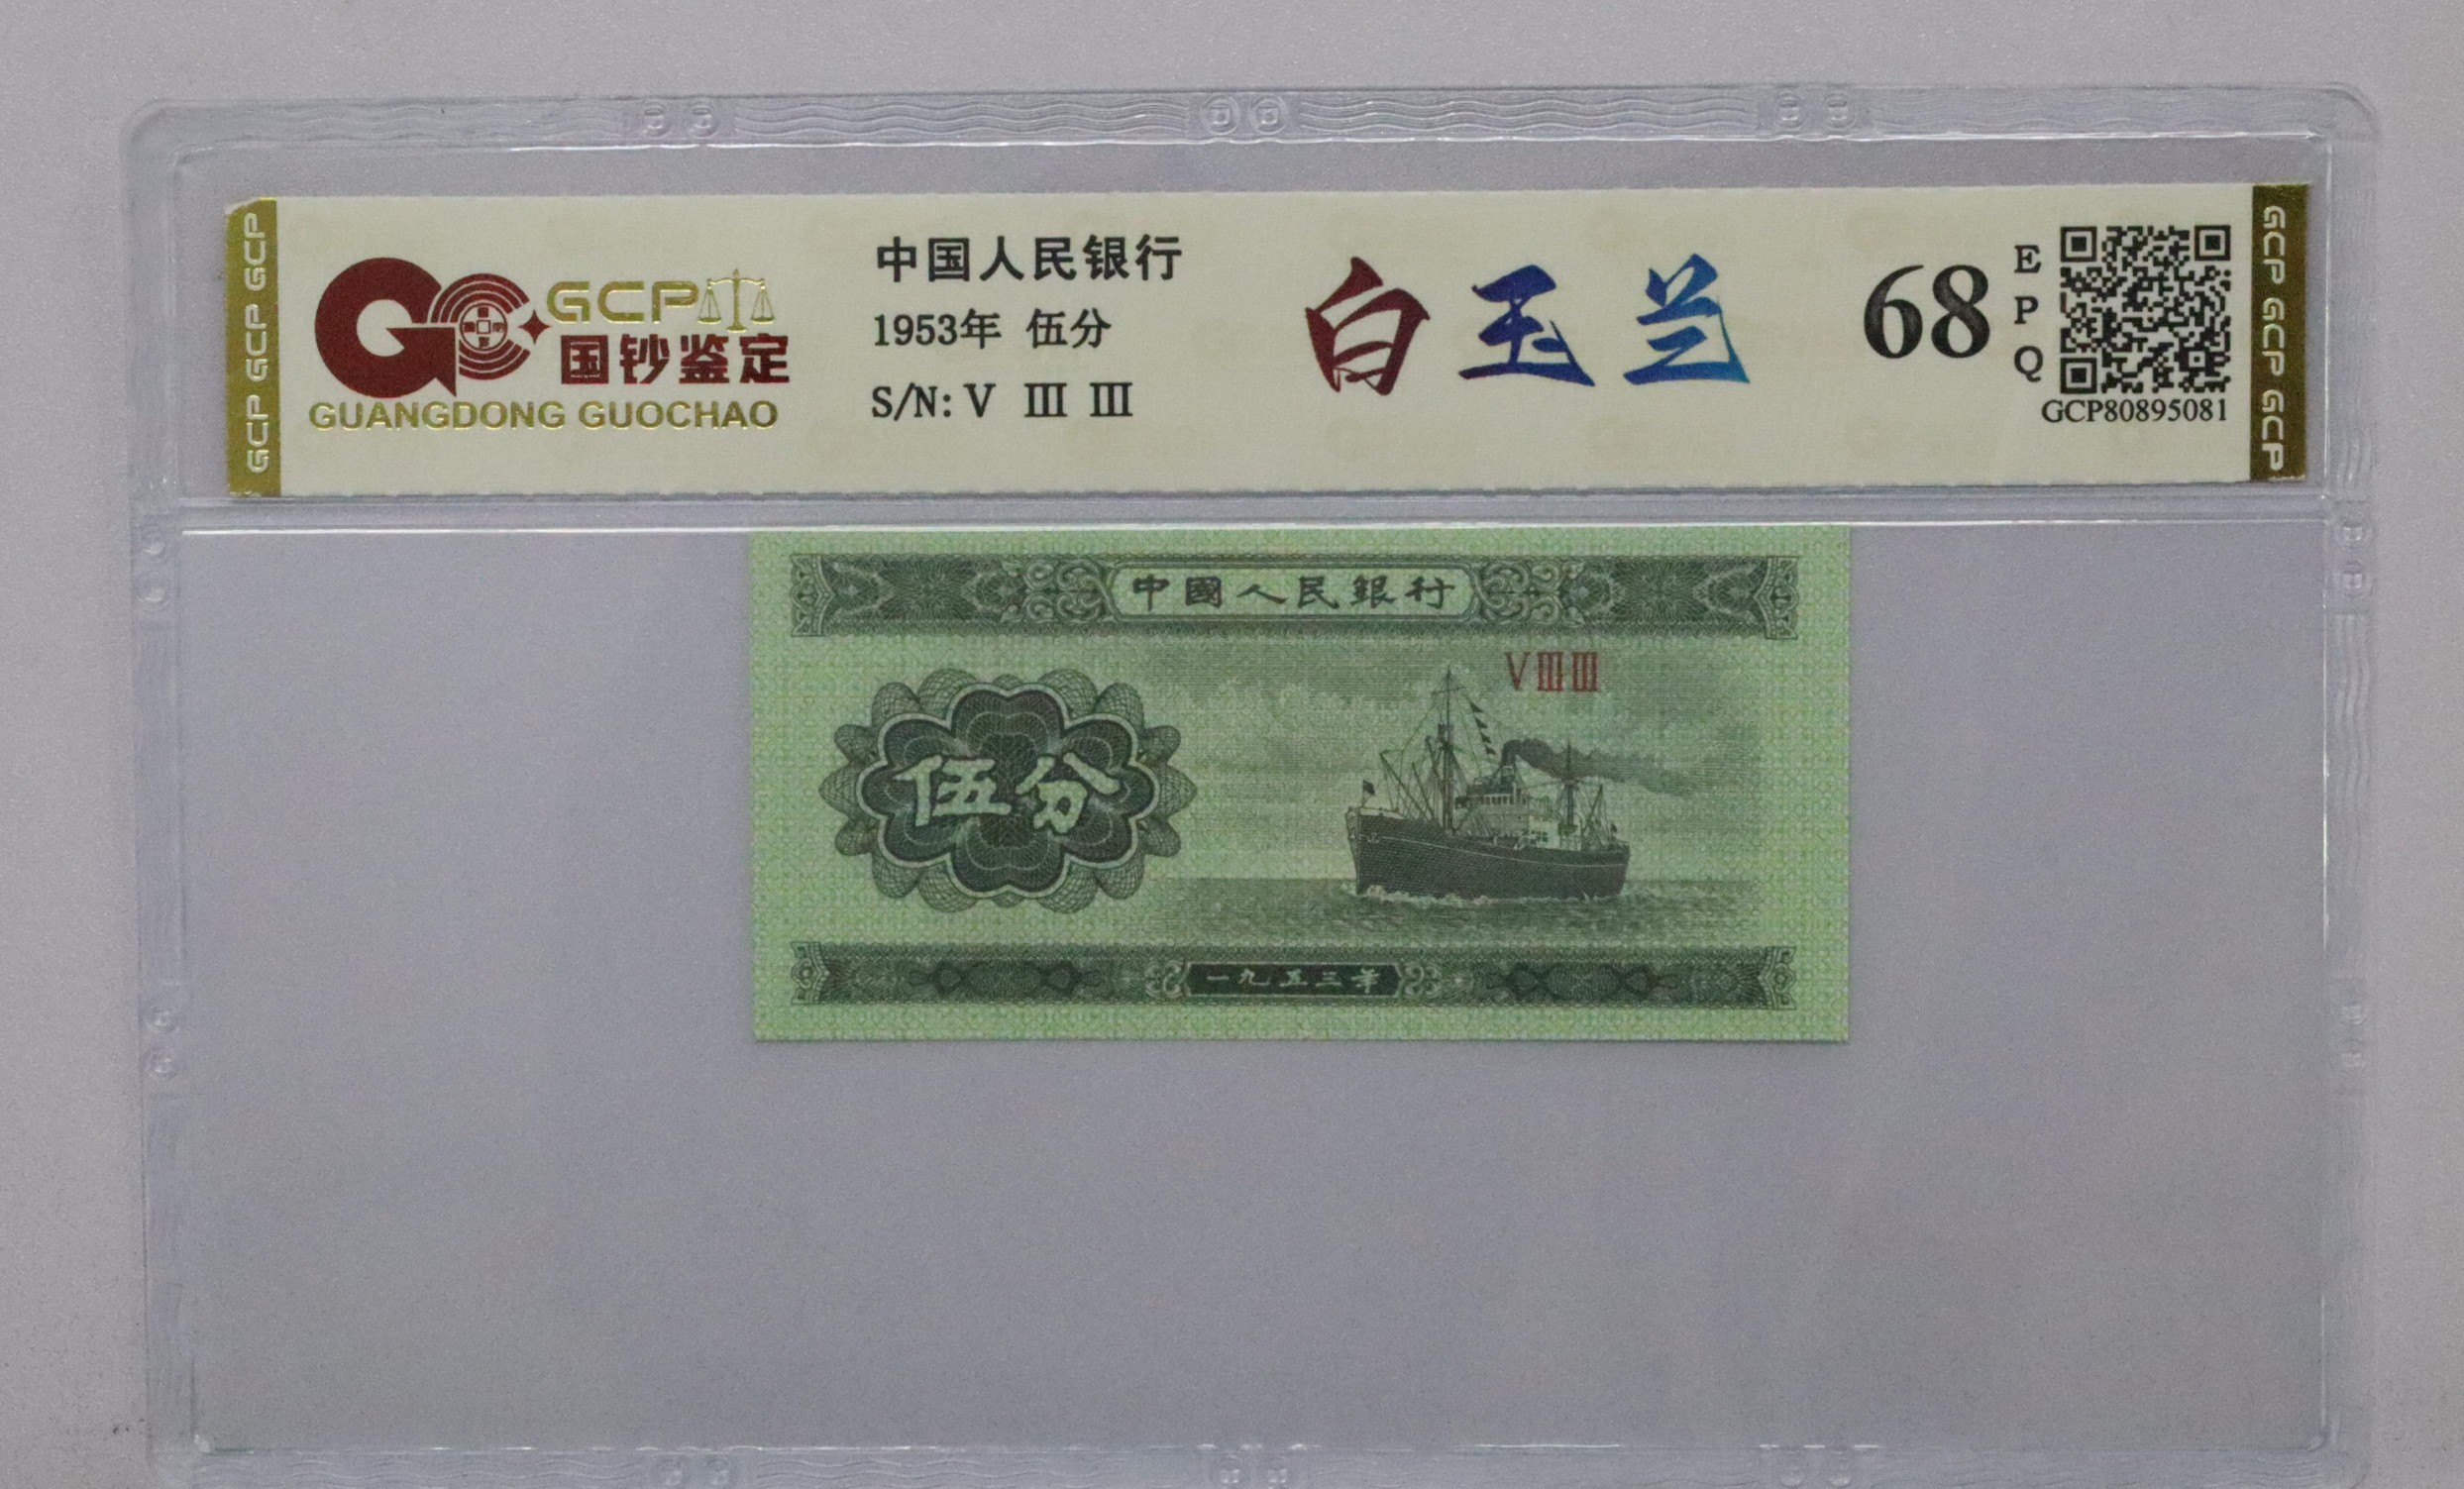 GCP GCP GCP
GCP
国钞鉴定
GUANGDONG GUOCHAO
中国人民银行
1953年 伍分
S/N: V Ⅲ Ⅲ
白玉兰
68
E
P
Q
GCP80895081
GCP GCP GCP
中國人民銀行
VⅢⅢ
伍分
一九五三年